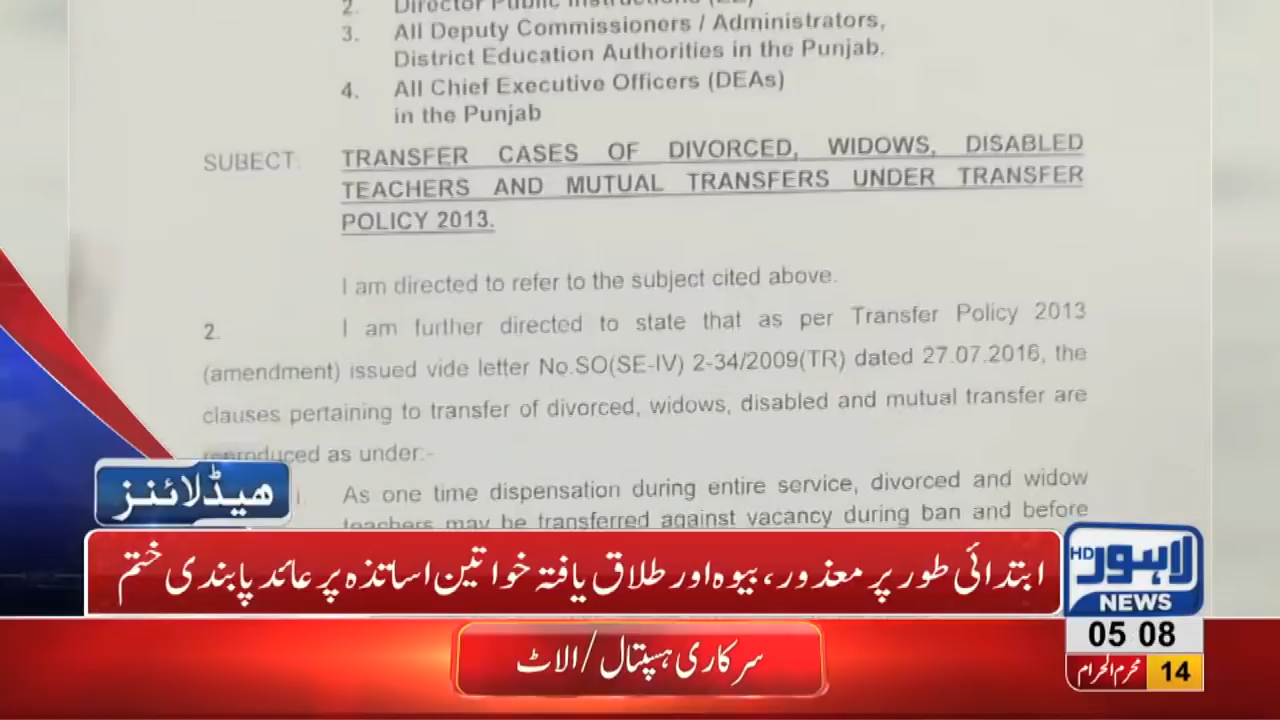 2. Director Public Instructions (EE)
3. All Deputy Commissioners / Administrators,
District Education Authorities in the Punjab.
4. All Chief Executive Officers (DEAs)
in the Punjab
SUBECT: TRANSFER CASES OF DIVORCED, WIDOWS, DISABLED
TEACHERS AND MUTUAL TRANSFERS UNDER TRANSFER
POLICY 2013.
I am directed to refer to the subject cited above.
2. I am further directed to state that as per Transfer Policy 2013
(amendment) issued vide letter No.SO(SE-IV) 2-34/2009(TR) dated 27.07.2016, the
clauses pertaining to transfer of divorced, widows, disabled and mutual transfer are
reproduced as under:-
i. As one time dispensation during entire service, divorced and widow
teachers may be transferred against vacancy during ban and before
ہیڈلائنز
ابتدائی طور پر معذور، بیوہ اور طلاق یافتہ خواتین اساتذہ پر عائد پابندی ختم
HD لاہور
NEWS
05 08
14 محرم الحرام
سرکاری ہسپتال/الاٹ